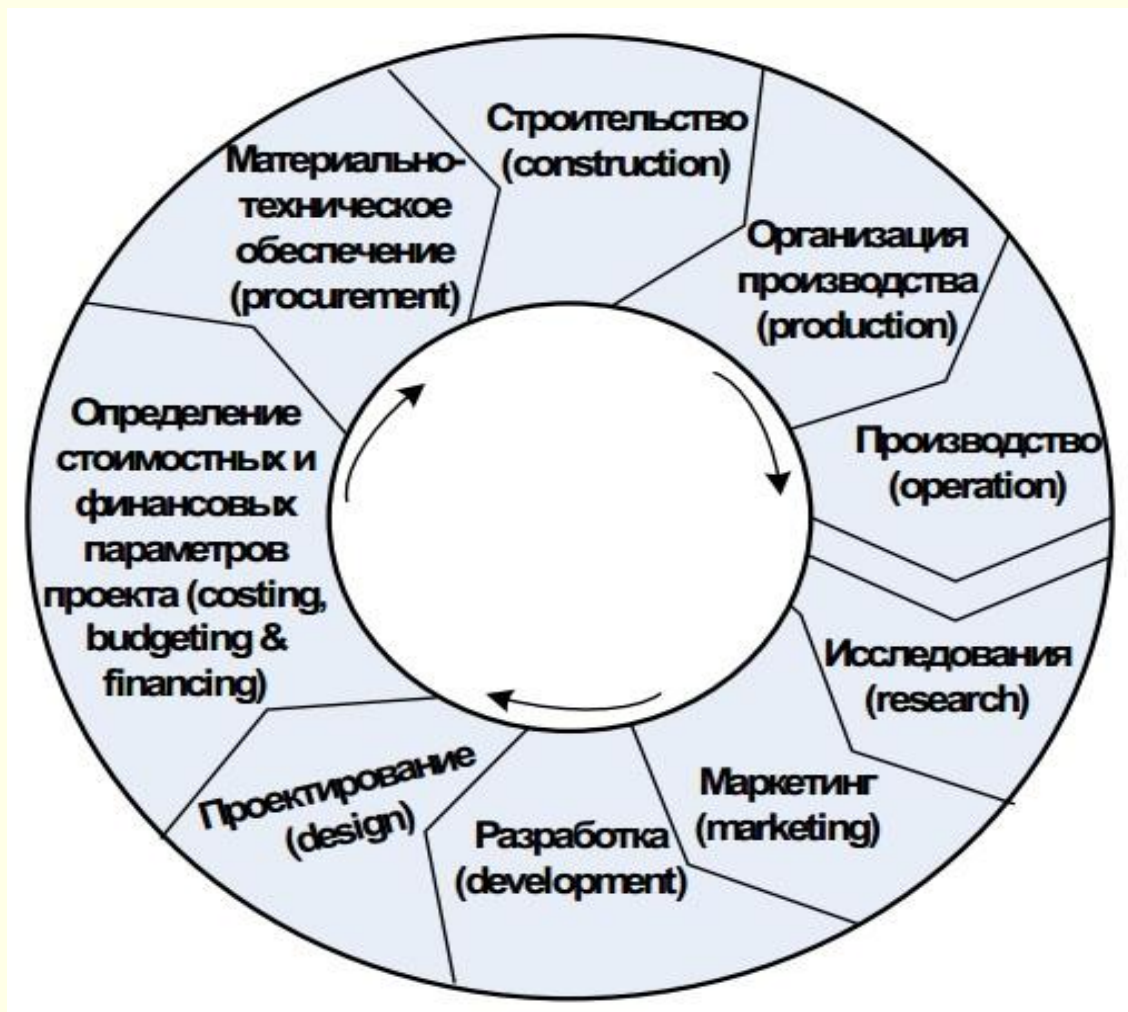 Строительство
(construction)
Материально-
техническое
обеспечение
(procurement)
Организация
производства
(production)
Определение
стоимостных и
финансовых
параметров
проекта (costing,
budgeting &
financing)
Производство
(operation)
Исследования
(research)
Маркетинг
(marketing)
Разработка
(development)
Проектирование
(design)